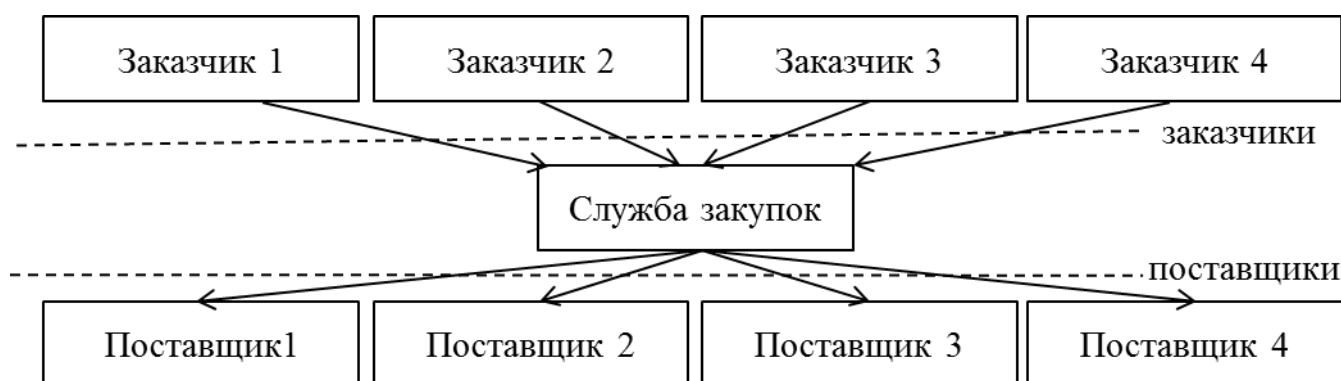 Заказчик 1
Заказчик 2
Заказчик 3
Заказчик 4
заказчики
Служба закупок
поставщики
Поставщик1
Поставщик 2
Поставщик 3
Поставщик 4